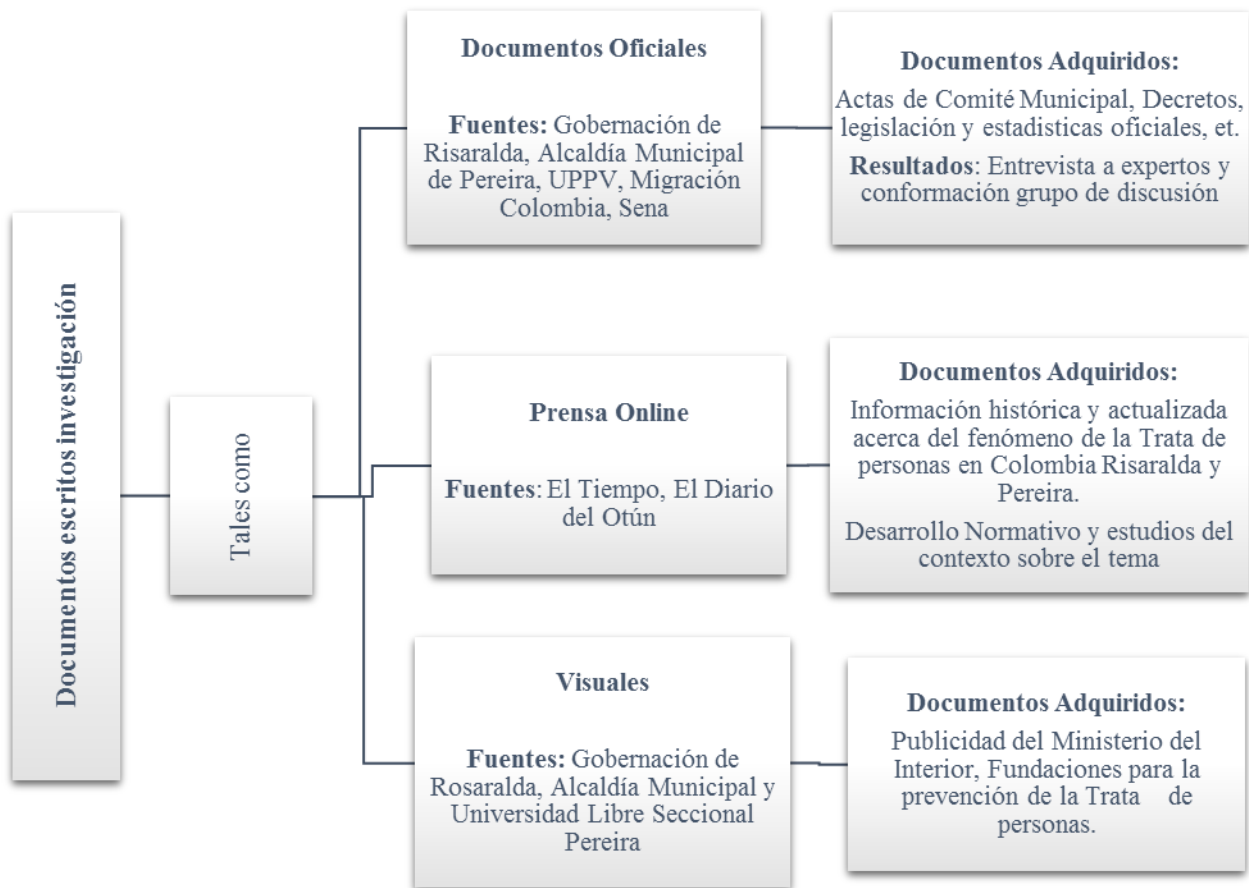 Documentos escritos investigación
Tales como
Documentos Oficiales
Fuentes: Gobernación de
Risaralda, Alcaldía Municipal
de Pereira, UPPV, Migración
Colombia, Sena
Documentos Adquiridos:
Actas de Comité Municipal, Decretos,
legislación y estadisticas oficiales, et.
Resultados: Entrevista a expertos y
conformación grupo de discusión
Prensa Online
Fuentes: El Tiempo, El Diario
del Otún
Documentos Adquiridos:
Información histórica y actualizada
acerca del fenómeno de la Trata de
personas en Colombia Risaralda y
Pereira.
Desarrollo Normativo y estudios del
contexto sobre el tema
Visuales
Fuentes: Gobernación de
Rosaralda, Alcaldía Municipal y
Universidad Libre Seccional
Pereira
Documentos Adquiridos:
Publicidad del Ministerio del
Interior, Fundaciones para la
prevención de la Trata de
personas.